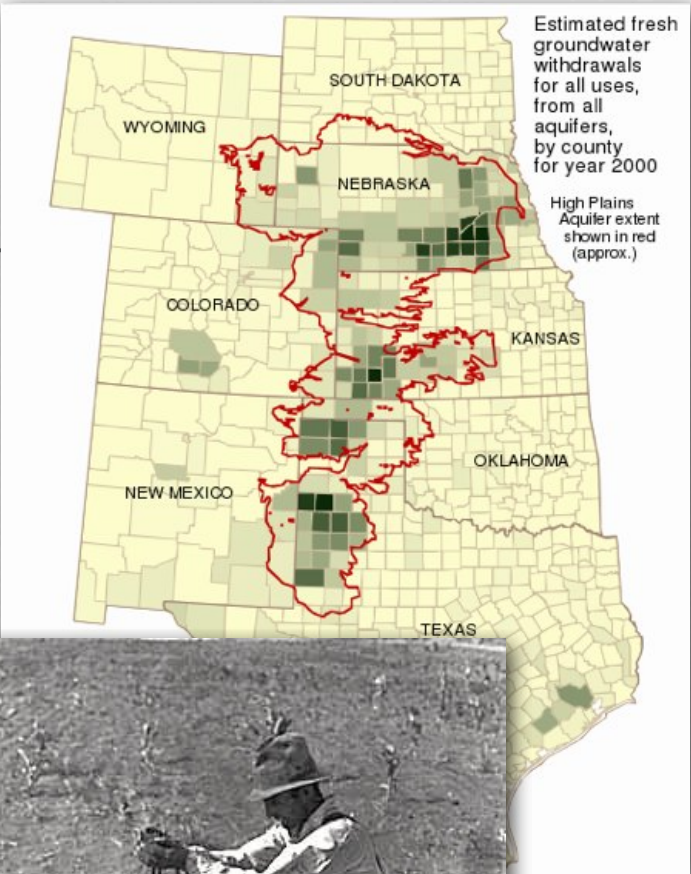 Estimated fresh
groundwater
withdrawals
for all uses,
from all
aquifers,
by county
for year 2000
High Plains
Aquifer extent
shown in red
(approx.)
SOUTH DAKOTA
WYOMING
NEBRASKA
COLORADO
KANSAS
OKLAHOMA
NEW MEXICO
TEXAS